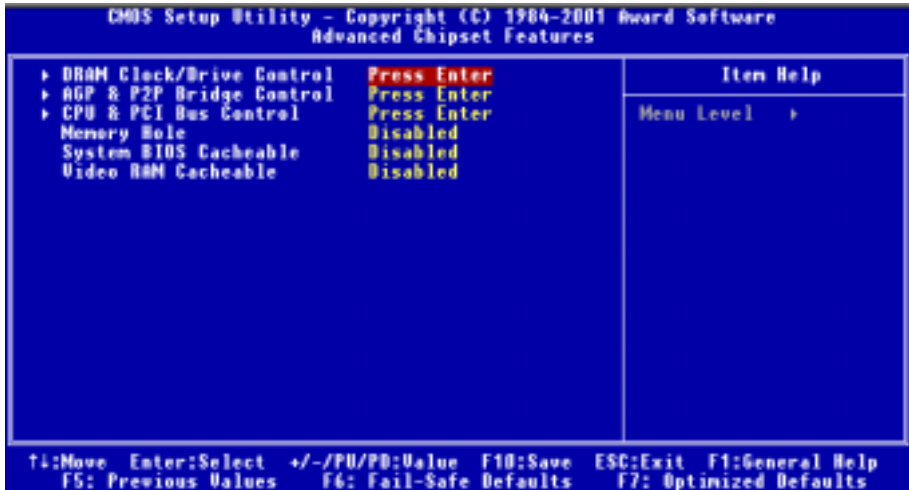 CMOS Setup Utility - Copyright (C) 1984-2001 Award Software
Advanced Chipset Features
▸ DRAM Clock/Drive Control Press Enter
▸ AGP & P2P Bridge Control Press Enter
▸ CPU & PCI Bus Control Press Enter
Memory Hole Disabled
System BIOS Cacheable Disabled
Video RAM Cacheable Disabled
Item Help
Menu Level ▸
↑↓:Move Enter:Select +/-/PU/PD:Value F10:Save ESC:Exit F1:General Help
F5: Previous Values F6: Fail-Safe Defaults F7: Optimized Defaults